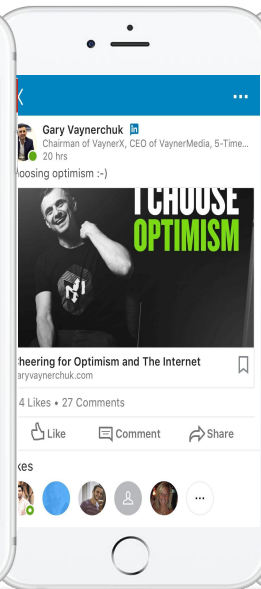 Gary Vaynerchuk in
Chairman of VaynerX, CEO of VaynerMedia, 5-Time...
20 hrs
oosing optimism :-)
I CHOOSE
OPTIMISM
heering for Optimism and The Internet
aryvaynerchuk.com
4 Likes • 27 Comments
Like Comment Share
kes